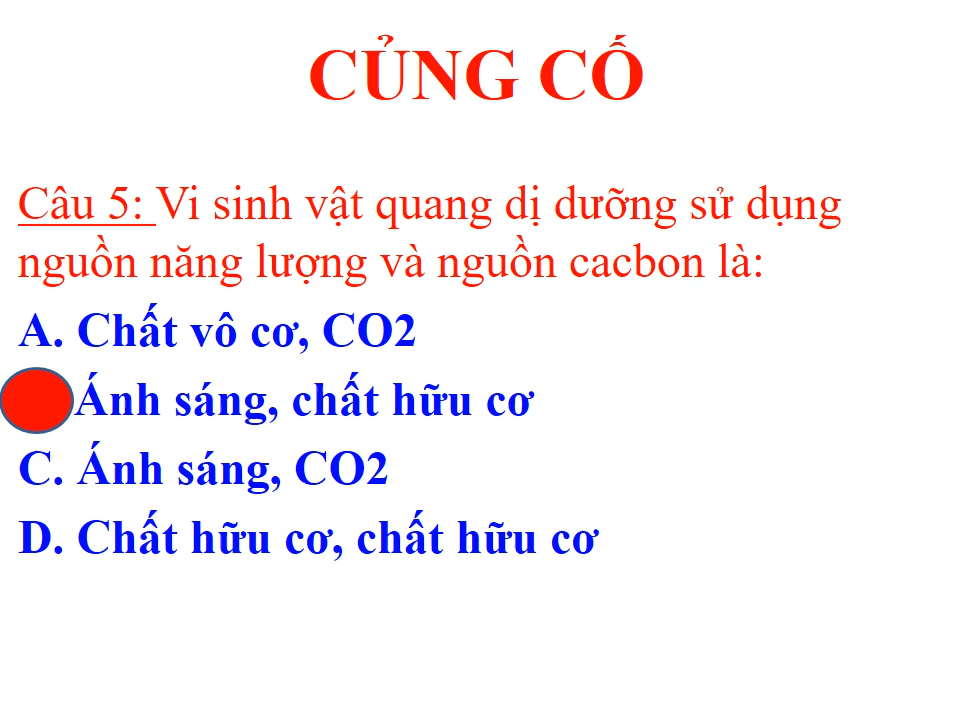 CỦNG CỐ
Câu 5: Vi sinh vật quang dị dưỡng sử dụng
nguồn năng lượng và nguồn cacbon là:
A. Chất vô cơ, CO2
Ánh sáng, chất hữu cơ
C. Ánh sáng, CO2
D. Chất hữu cơ, chất hữu cơ